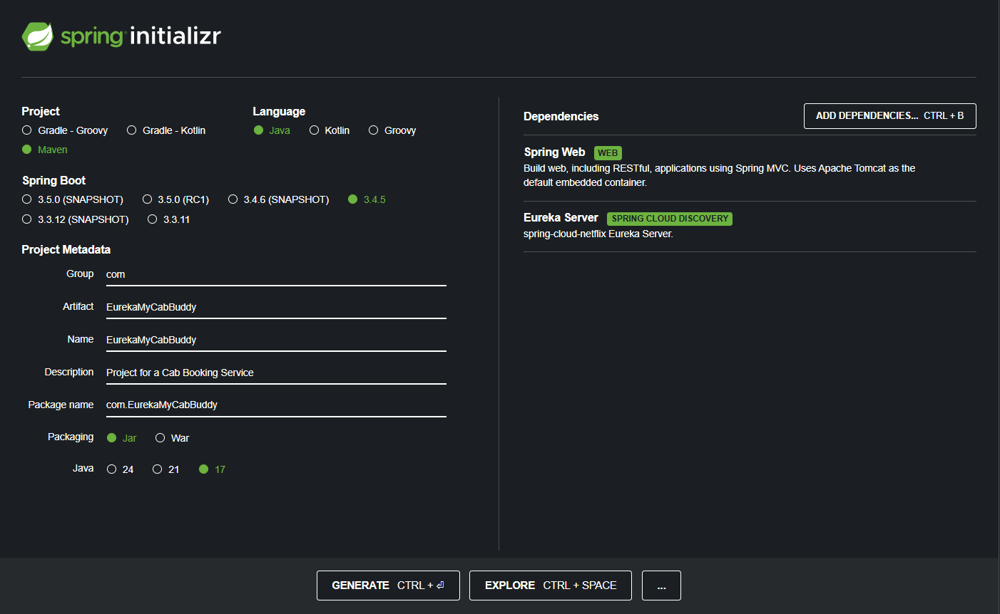 spring initializr
Project
Gradle - Groovy Gradle - Kotlin
Maven
Language
Java Kotlin Groovy
Spring Boot
3.5.0 (SNAPSHOT) 3.5.0 (RC1) 3.4.6 (SNAPSHOT) 3.4.5
3.3.12 (SNAPSHOT) 3.3.11
Project Metadata
Group com
Artifact EurekaMyCabBuddy
Name EurekaMyCabBuddy
Description Project for a Cab Booking Service
Package name com.EurekaMyCabBuddy
Packaging Jar War
Java 24 21 17
Dependencies ADD DEPENDENCIES... CTRL + B
Spring Web WEB
Build web, including RESTful, applications using Spring MVC. Uses Apache Tomcat as the
default embedded container.
Eureka Server SPRING CLOUD DISCOVERY
spring-cloud-netflix Eureka Server.
GENERATE CTRL + ⏎ EXPLORE CTRL + SPACE ...